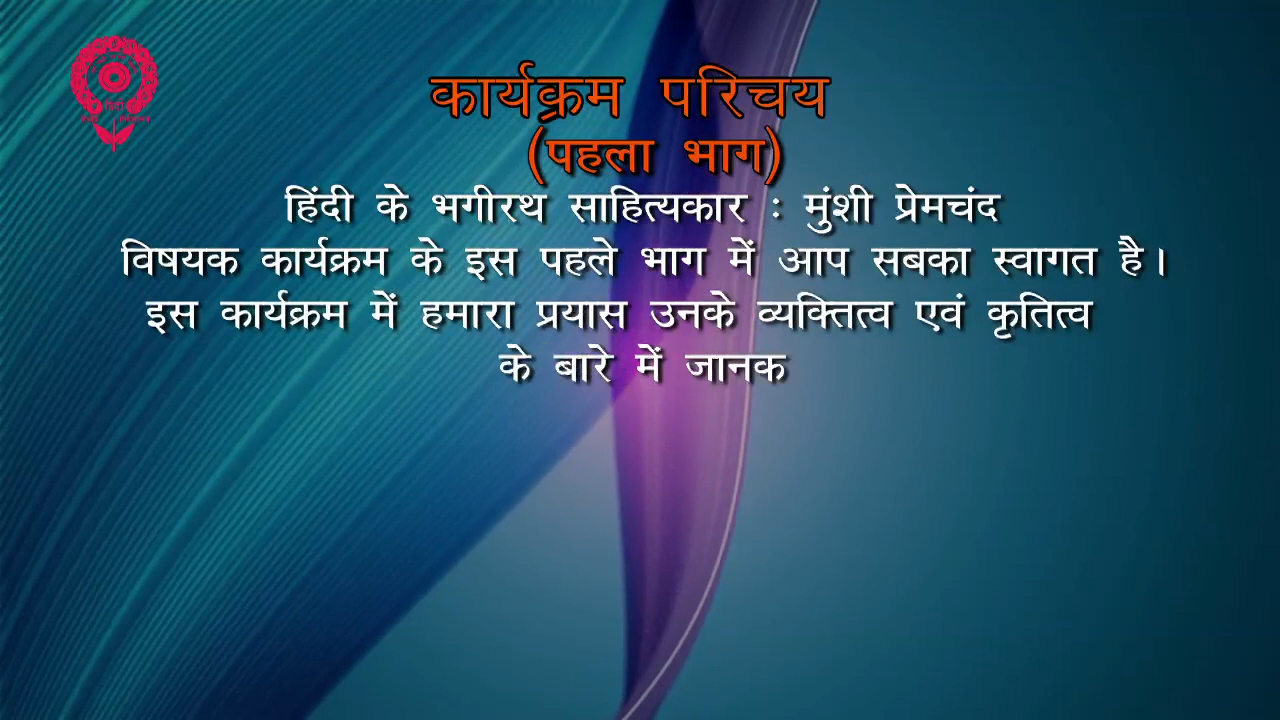 कार्यक्रम परिचय
(पहला भाग)
हिंदी के भगीरथ साहित्यकार : मुंशी प्रेमचंद
विषयक कार्यक्रम के इस पहले भाग में आप सबका स्वागत है।
इस कार्यक्रम में हमारा प्रयास उनके व्यक्तित्व एवं कृतित्व
के बारे में जानक
हिंदी